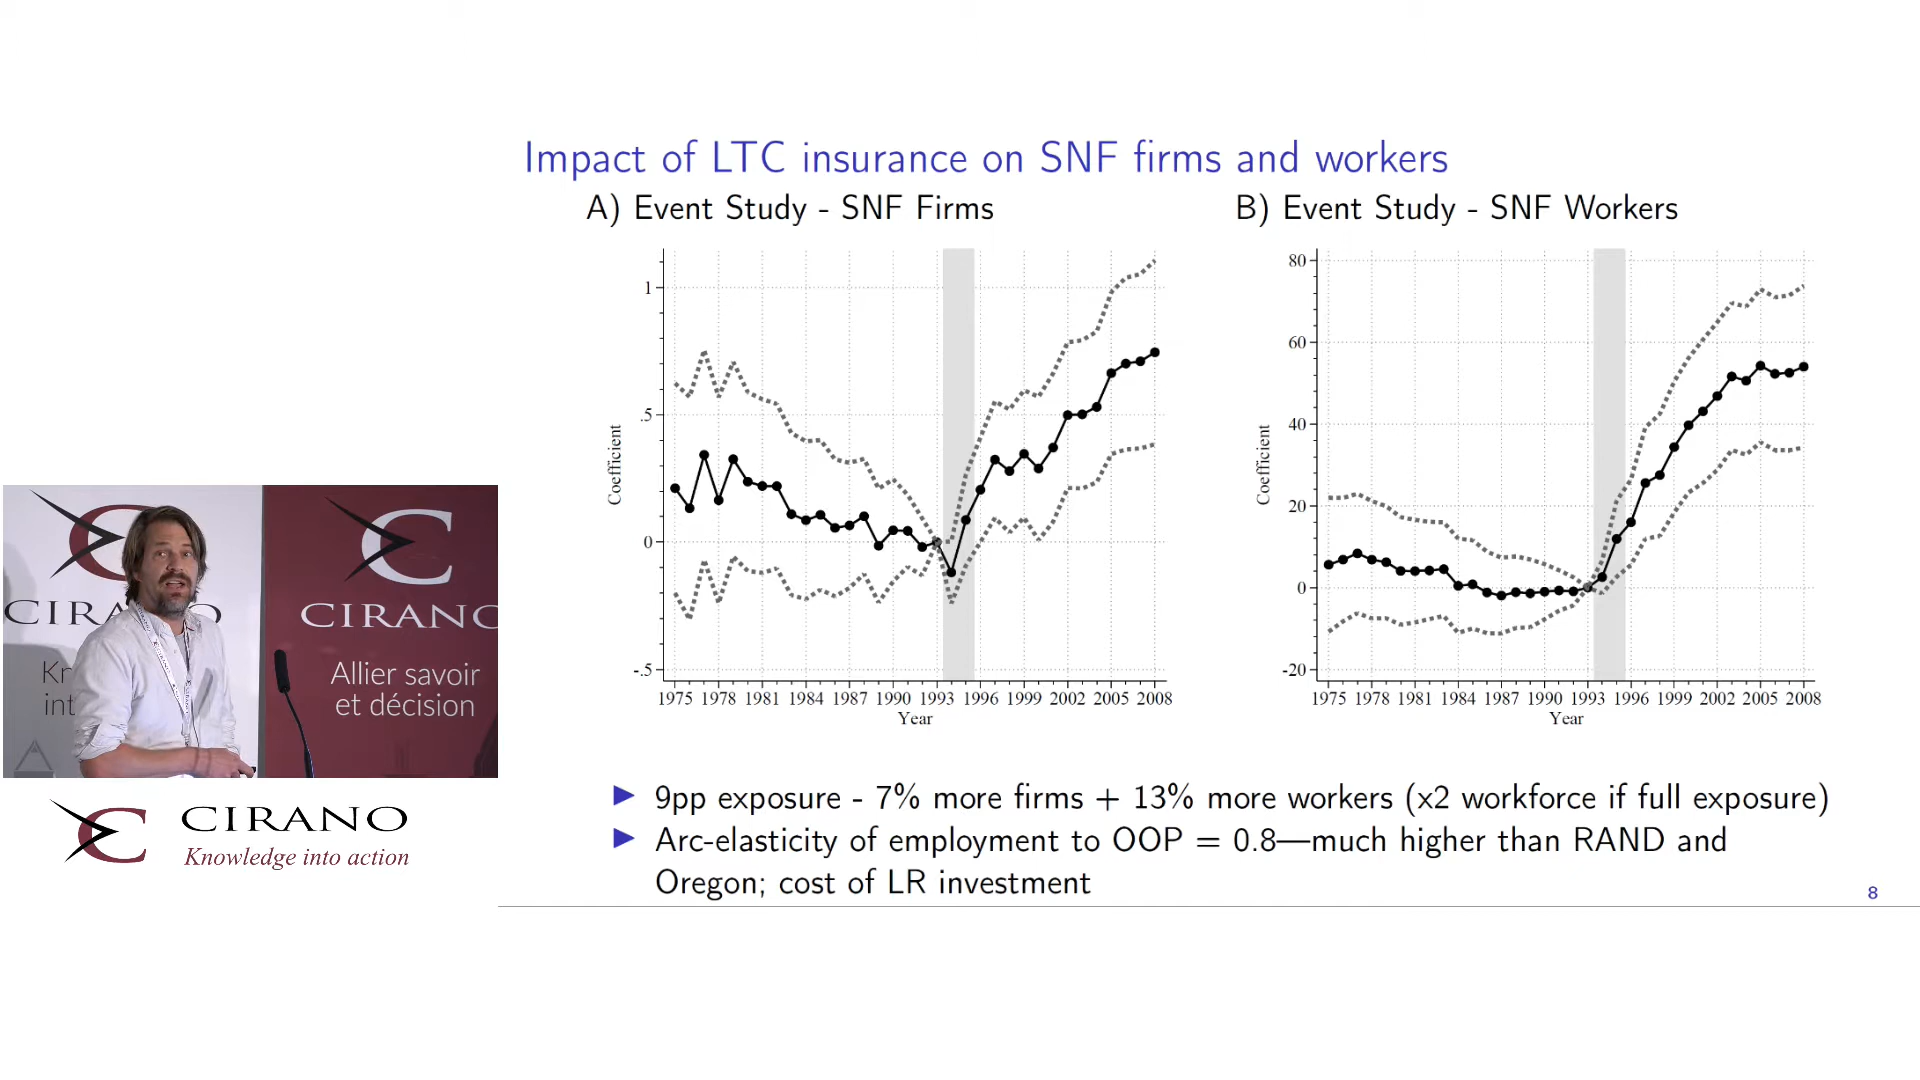 Impact of LTC insurance on SNF firms and workers
A) Event Study - SNF Firms
B) Event Study - SNF Workers
Coefficient
1
.5
0
-.5
1975 1978 1981 1984 1987 1990 1993 1996 1999 2002 2005 2008
Year
Coefficient
80
60
40
20
0
-20
1975 1978 1981 1984 1987 1990 1993 1996 1999 2002 2005 2008
Year
▶ 9pp exposure - 7% more firms + 13% more workers (x2 workforce if full exposure)
▶ Arc-elasticity of employment to OOP = 0.8—much higher than RAND and
Oregon; cost of LR investment
8
CIRANO
Allier savoir
et décision
CIRANO
Knowledge into action